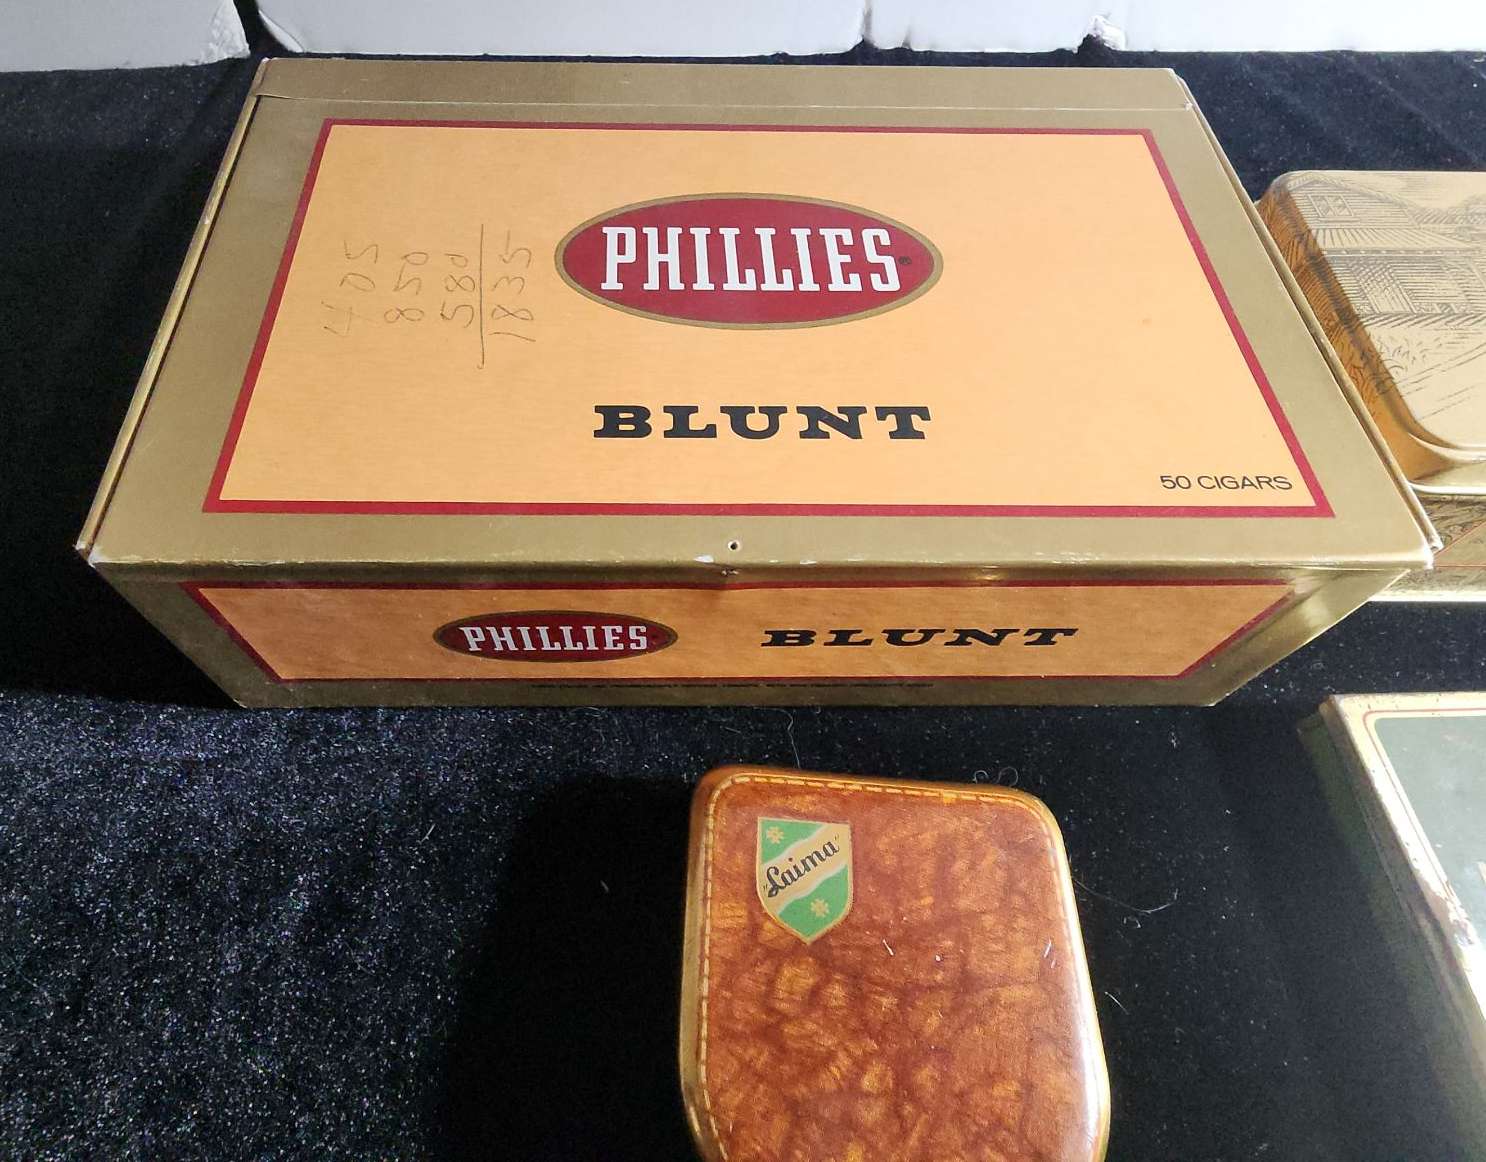 PHILLIES®
BLUNT
50 CIGARS
405
850
580
1835
PHILLIES
BLUNT
"Laima"